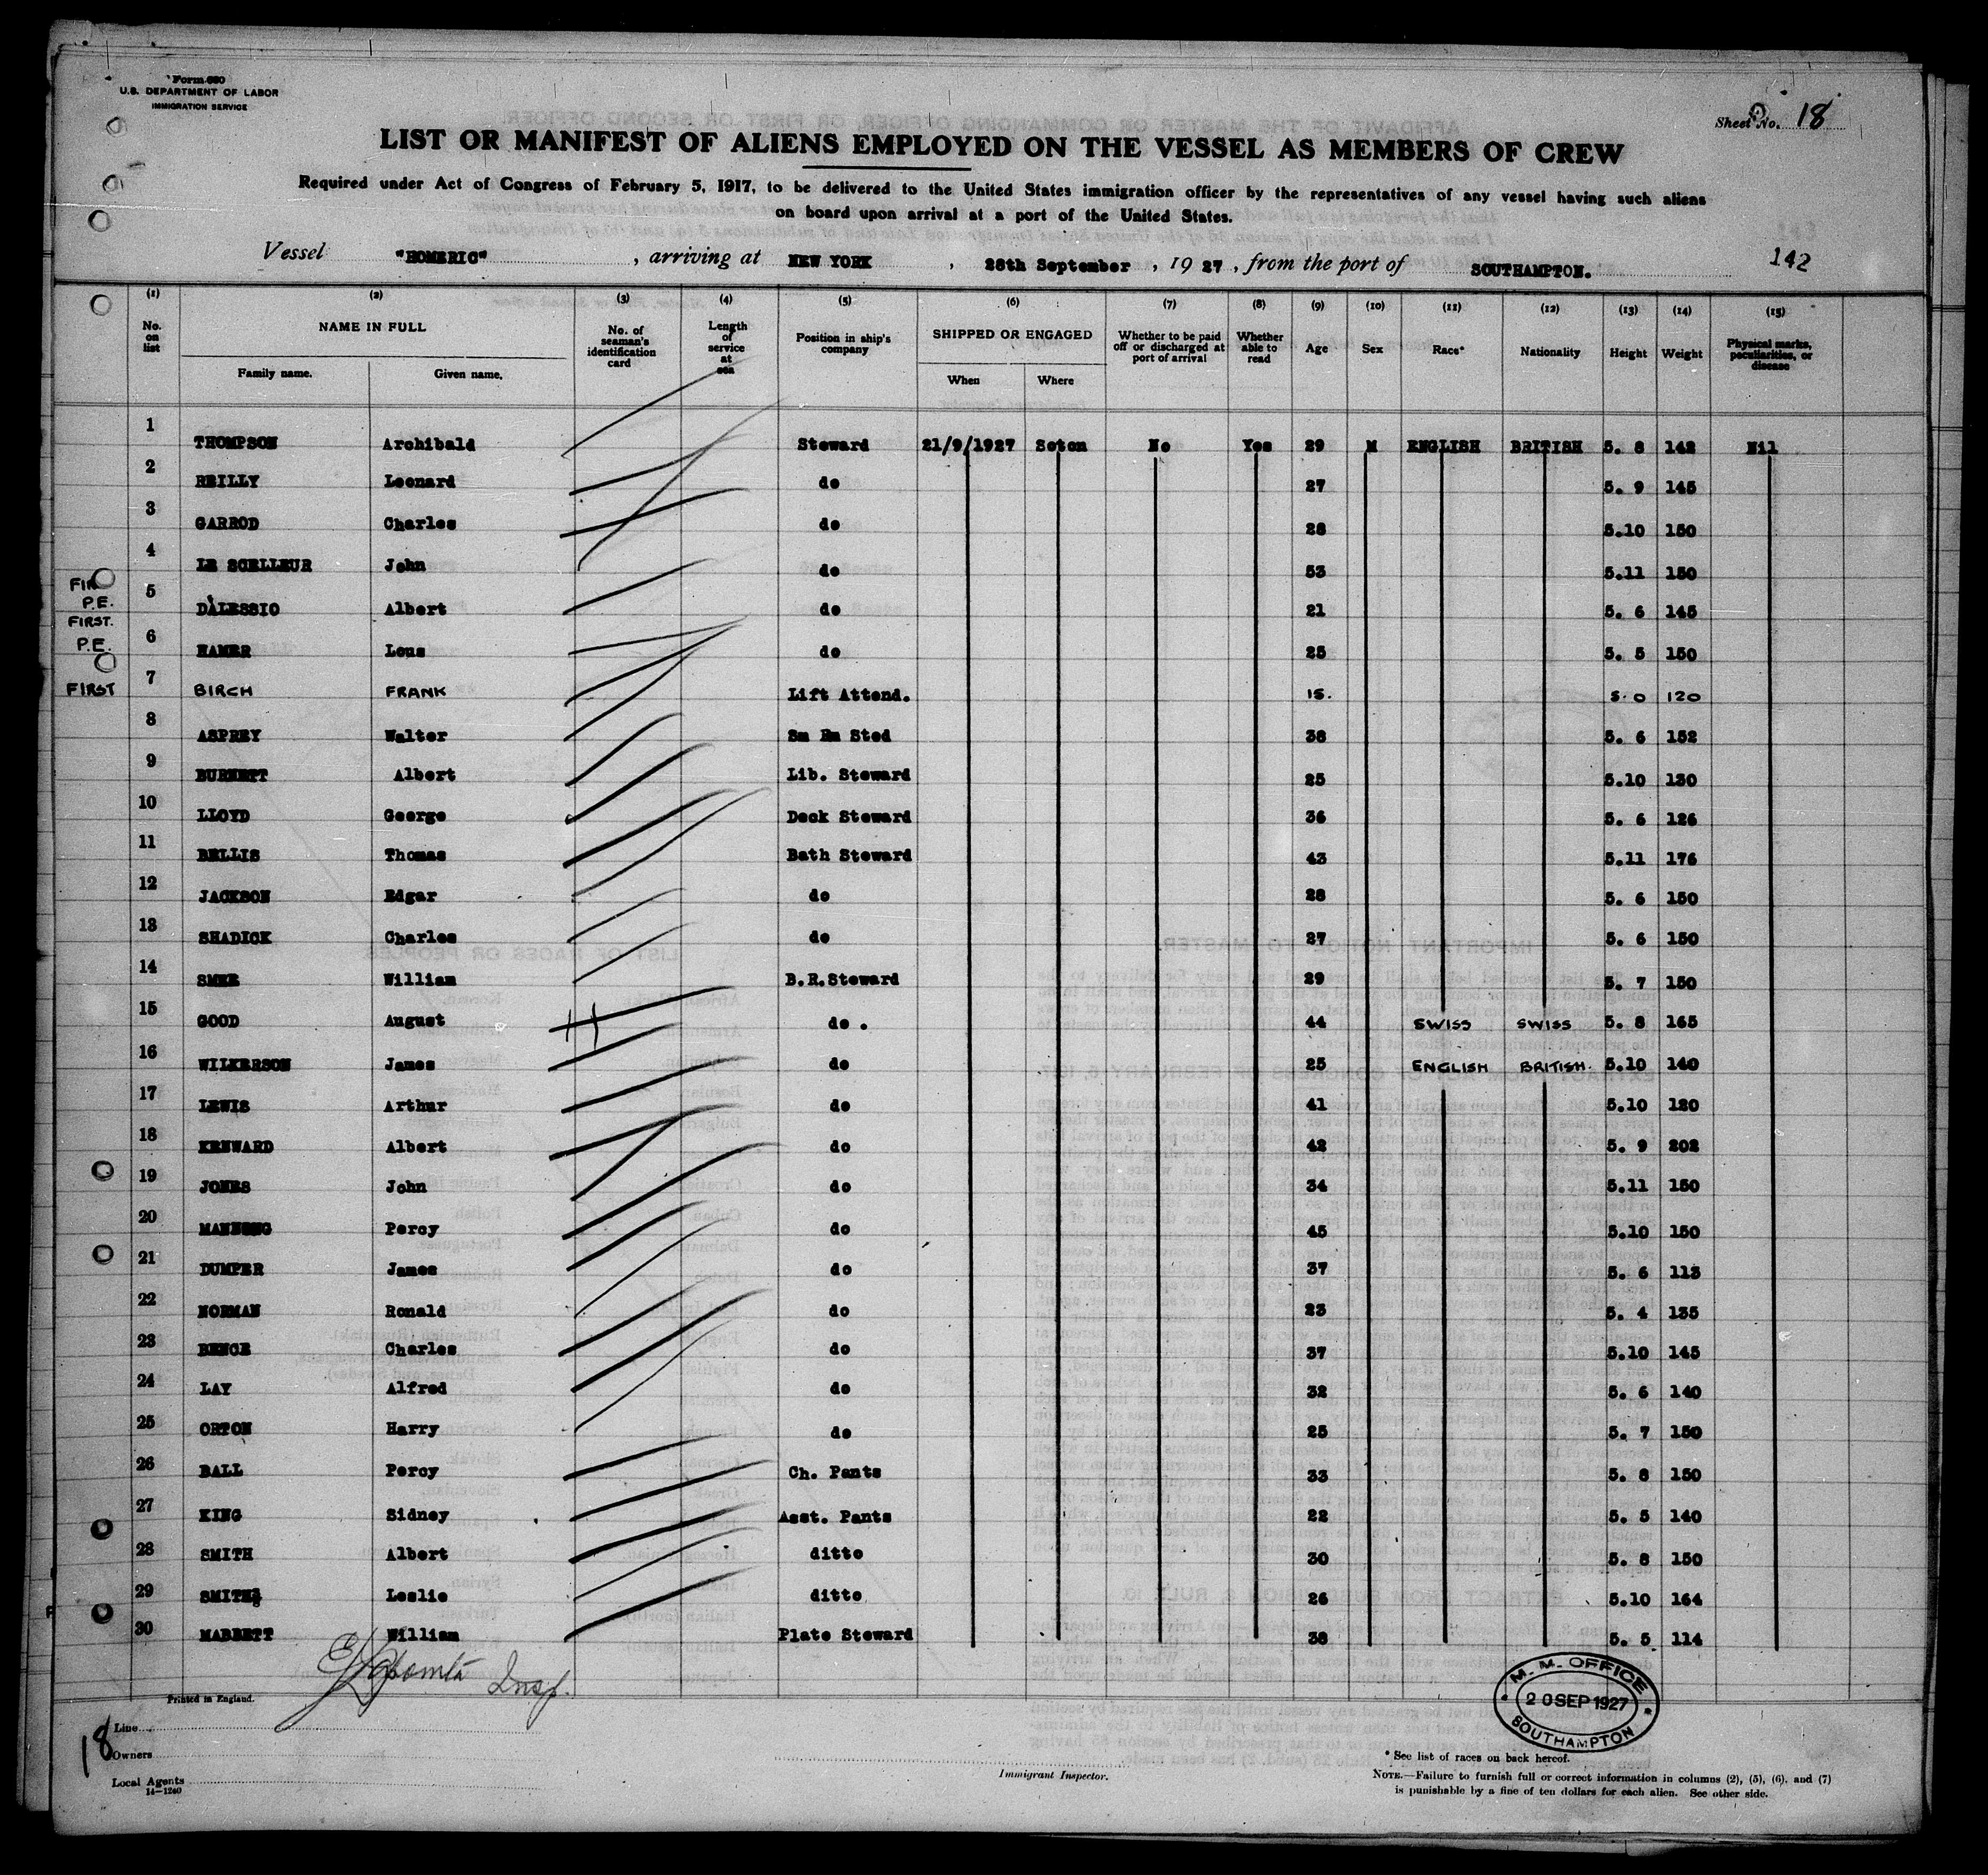 Form 680
U.S. DEPARTMENT OF LABOR
IMMIGRATION SERVICE
Sheet No. 18
LIST OR MANIFEST OF ALIENS EMPLOYED ON THE VESSEL AS MEMBERS OF CREW
Required under Act of Congress of February 5, 1917, to be delivered to the United States immigration officer by the representatives of any vessel having such aliens
on board upon arrival at a port of the United States.
Vessel "HOMERIC", arriving at NEW YORK, 28th September, 1927, from the port of SOUTHAMPTON. 142
(1) (2) (3) (4) (5) (6) (7) (8) (9) (10) (11) (12) (13) (14) (15)
No. on list NAME IN FULL Family name. Given name. No. of seaman's identification card Length of service at sea Position in ship's company SHIPPED OR ENGAGED When Where Whether to be paid off or discharged at port of arrival Whether able to read Age Sex Race* Nationality Height Weight Physical marks, peculiarities, or disease
1 THOMPSON Archibald Steward 21/9/1927 Soton No Yes 29 M ENGLISH BRITISH 5. 8 142 Nil
2 REILLY Leonard do 27 5. 9 145
3 GARROD Charles do 28 5.10 150
4 LE SCELLEUR John do 53 5.11 150
FIR P.E. 5 D'ALESSIO Albert do 21 5. 6 145
FIRST. P.E. 6 HAMER Lous do 25 5. 5 150
FIRST 7 BIRCH FRANK Lift Attend. 15. 5. 0 120
8 ASPREY Walter Sm Rm Sted 38 5. 6 152
9 BURNETT Albert Lib. Steward 25 5.10 130
10 LLOYD George Deck Steward 36 5. 6 126
11 BELLIS Thomas Bath Steward 43 5.11 176
12 JACKSON Edgar do 28 5. 6 150
13 SHADICK Charles do 27 5. 6 150
14 SMEE William B.R.Steward 29 5. 7 150
15 GOOD August do . 44 SWISS SWISS 5. 8 165
16 WILKERSON James do 25 ENGLISH BRITISH. 5.10 140
17 LEWIS Arthur do 41 5.10 120
18 KENWARD Albert do 42 5. 9 202
19 JONES John do 34 5.11 150
20 Percy do 45 5.10 150
21 DUMPER James do 37 5. 6 113
22 NORMAN Ronald do 23 5. 4 135
23 BENCE Charles do 37 5.10 145
24 LAY Alfred do 32 5. 6 140
25 ORTON Harry do 25 5. 7 150
26 BALL Percy Ch. Pants 33 5. 8 150
27 KING Sidney Asst. Pants 22 5. 5 140
28 SMITH Albert ditto 30 5. 8 150
29 SMITH Leslie ditto 26 5.10 164
30 MABBETT William Plate Steward 38 5. 5 114
Insp.
M. M. OFFICE
20 SEP 1927
SOUTHAMPTON
Printed in England.
18
Line
Owners
Local Agents
14—1240
Immigrant Inspector.
* See list of races on back hereof.
NOTE.—Failure to furnish full or correct information in columns (2), (5), (6), and (7)
is punishable by a fine of ten dollars for each alien. See other side.